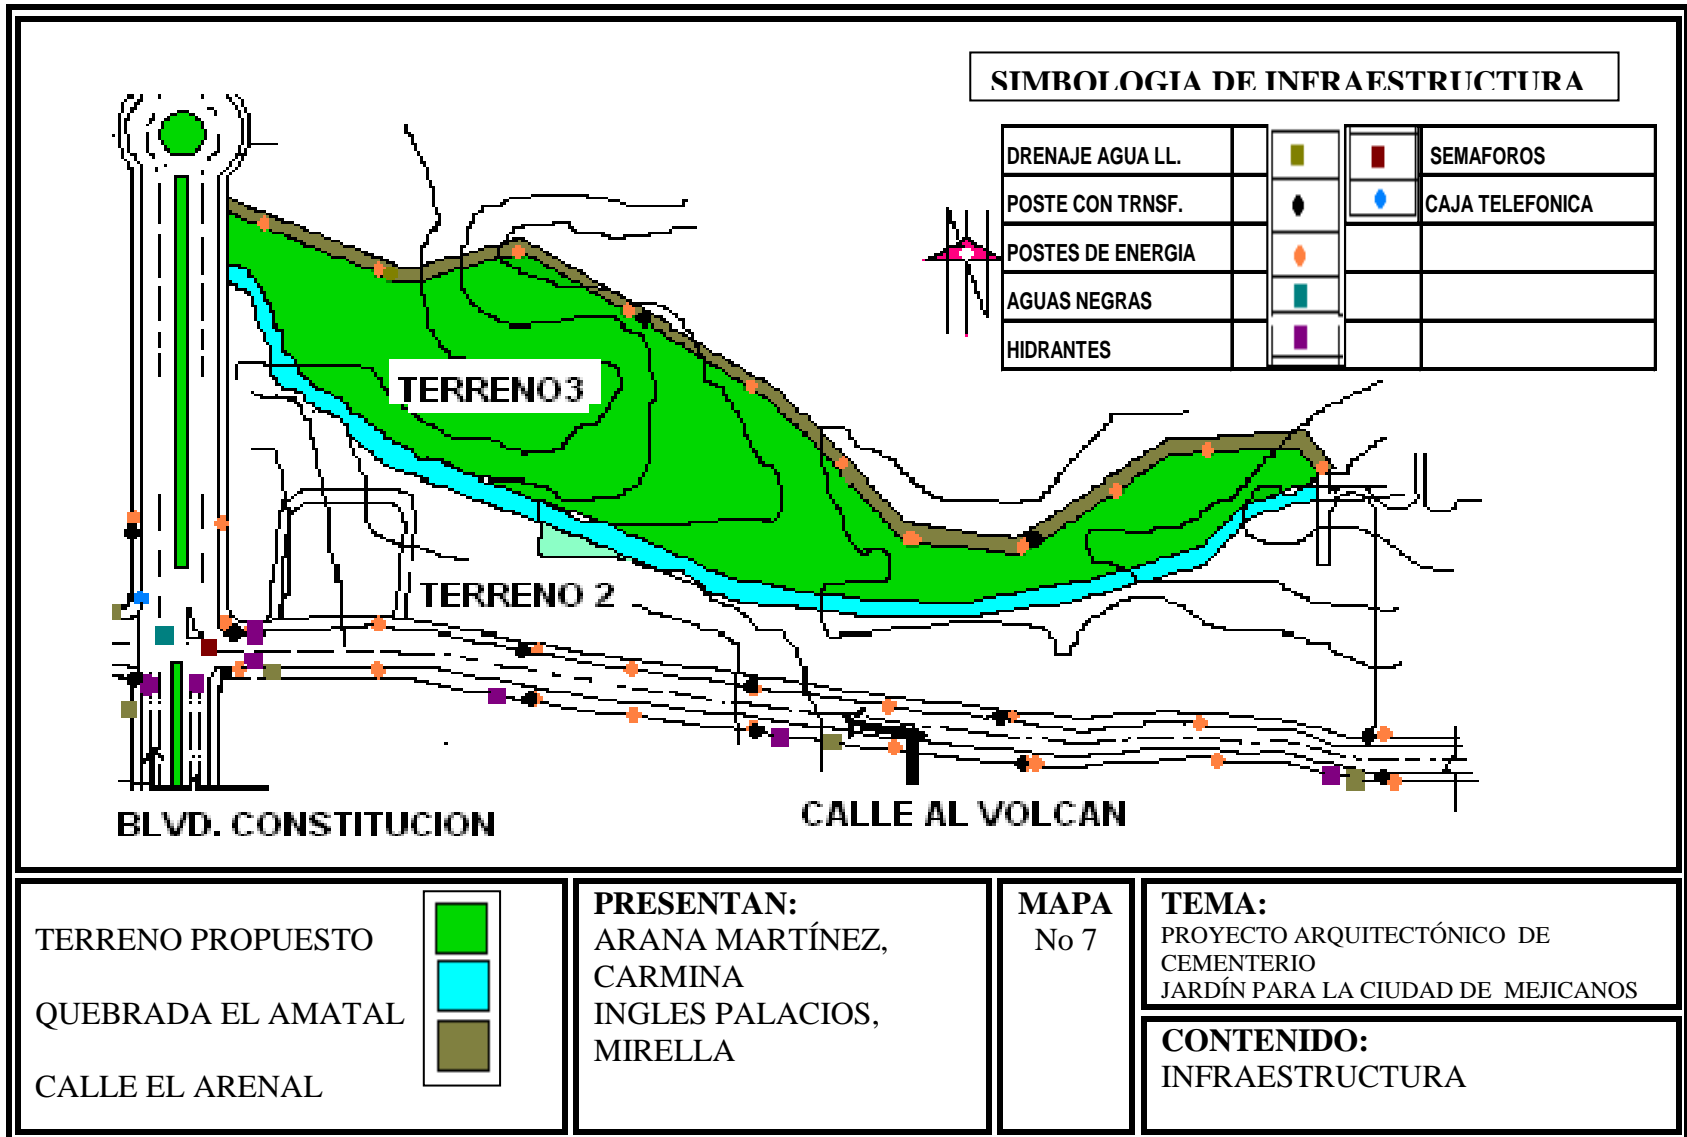 SIMBOLOGIA DE INFRAESTRUCTURA
DRENAJE AGUA LL.
SEMAFOROS
POSTE CON TRNSF.
CAJA TELEFONICA
POSTES DE ENERGIA
AGUAS NEGRAS
HIDRANTES
TERRENO3
TERRENO 2
BLVD. CONSTITUCION
CALLE AL VOLCAN
TERRENO PROPUESTO
QUEBRADA EL AMATAL
CALLE EL ARENAL
PRESENTAN:
ARANA MARTÍNEZ,
CARMINA
INGLES PALACIOS,
MIRELLA
MAPA
No 7
TEMA:
PROYECTO ARQUITECTÓNICO DE
CEMENTERIO
JARDÍN PARA LA CIUDAD DE MEJICANOS
CONTENIDO:
INFRAESTRUCTURA